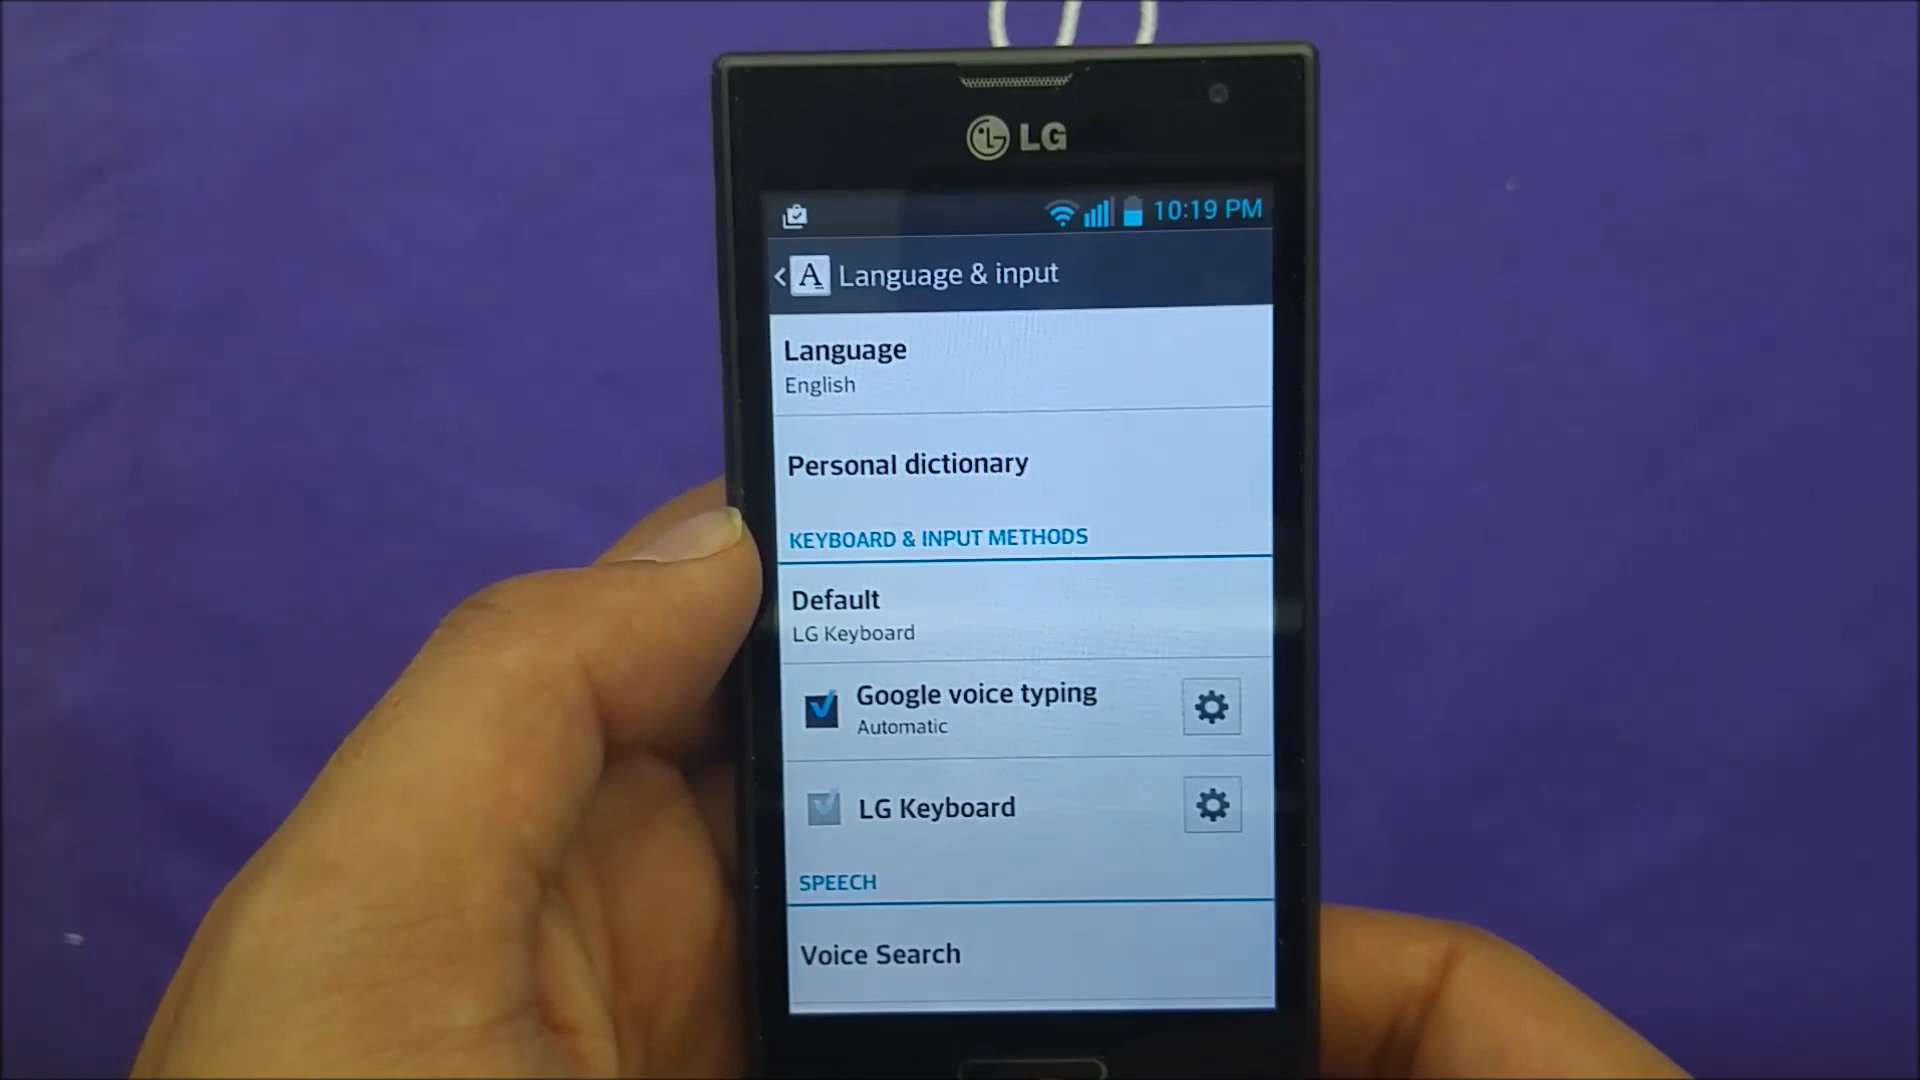 LG
10:19 PM
A Language & input
Language
English
Personal dictionary
KEYBOARD & INPUT METHODS
Default
LG Keyboard
Google voice typing
Automatic
LG Keyboard
SPEECH
Voice Search